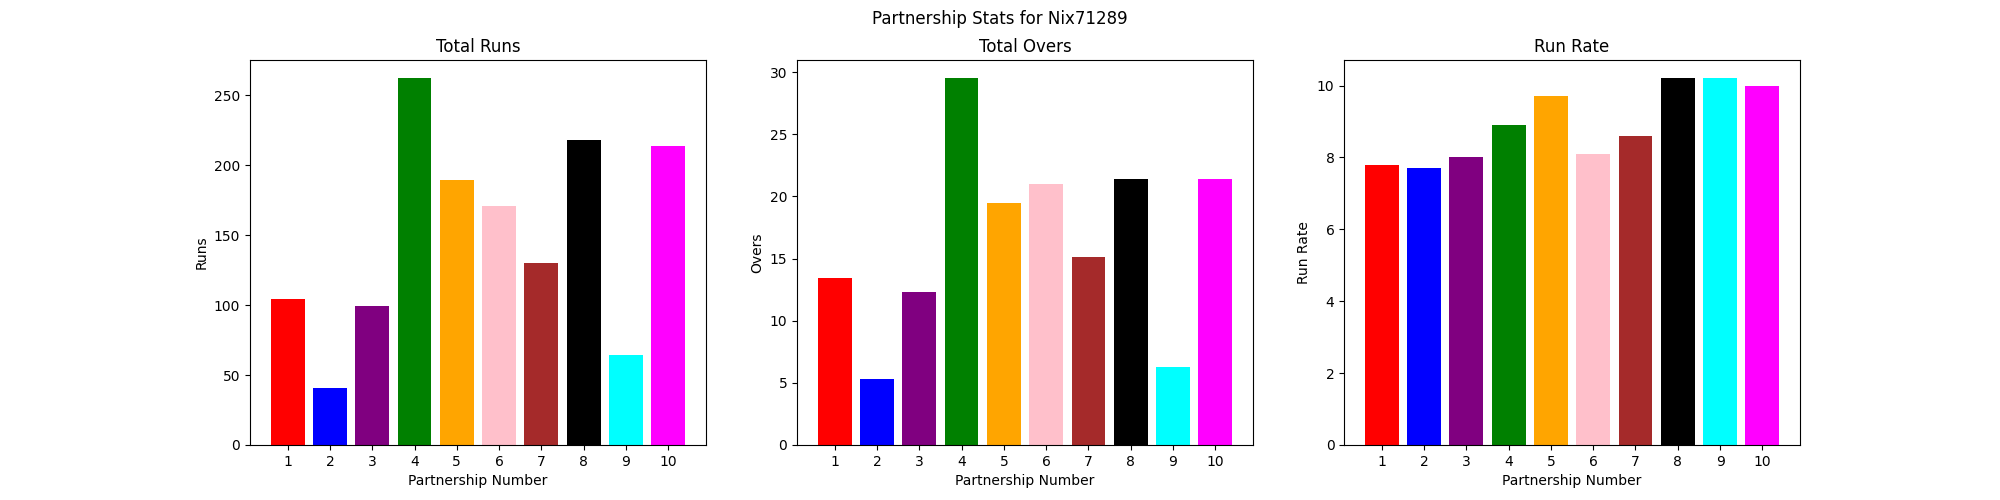 Partnership Stats for Nix71289
Total Runs
250
200
150
100
50
0
Runs
1 2 3 4 5 6 7 8 9 10
Partnership Number
Total Overs
30
25
20
15
10
5
0
Overs
1 2 3 4 5 6 7 8 9 10
Partnership Number
Run Rate
10
8
6
4
2
0
Run Rate
1 2 3 4 5 6 7 8 9 10
Partnership Number